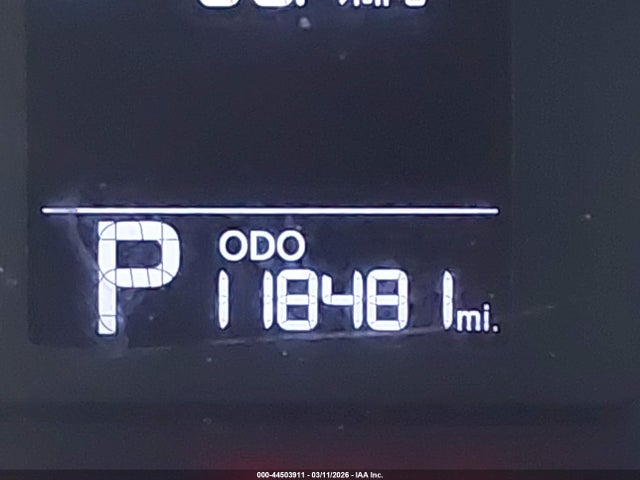 ODO
P 118481 mi.
000-44503911 - 03/11/2026 - IAA Inc.